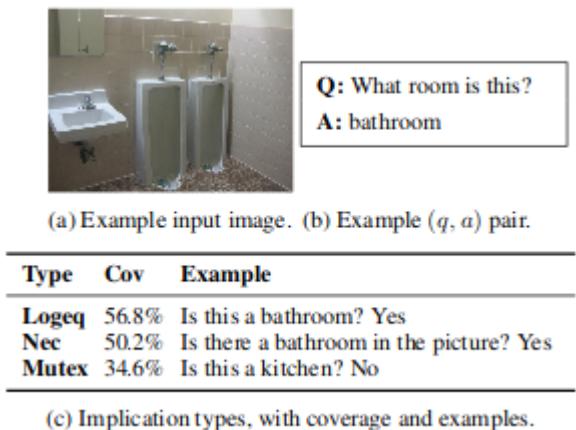 Q: What room is this?
A: bathroom
(a) Example input image. (b) Example (q, a) pair.
Type Cov Example
Logeq 56.8% Is this a bathroom? Yes
Nec 50.2% Is there a bathroom in the picture? Yes
Mutex 34.6% Is this a kitchen? No
(c) Implication types, with coverage and examples.